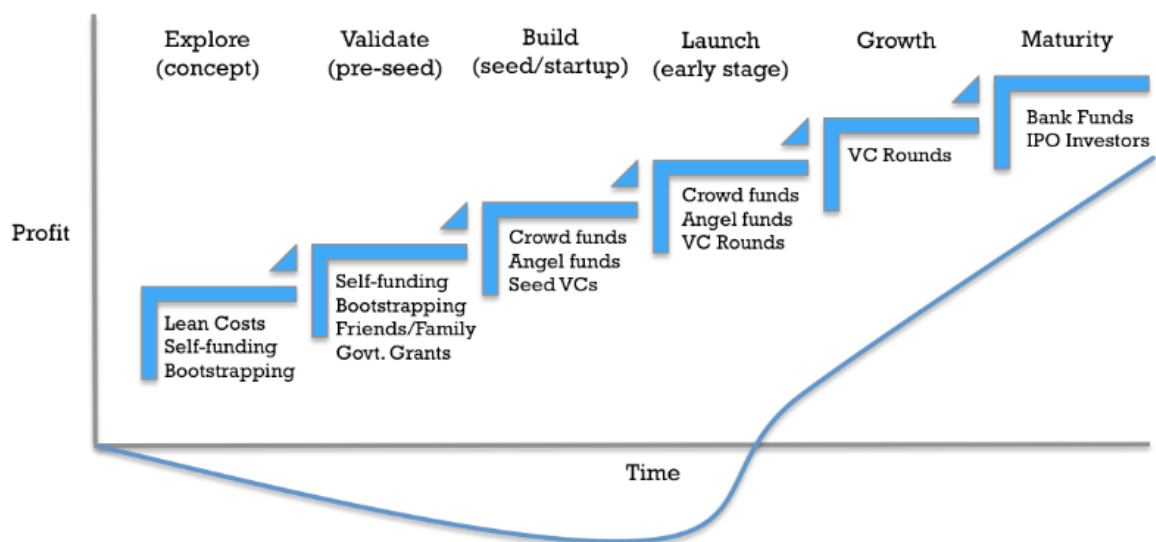 Explore
(concept)
Validate
(pre-seed)
Build
(seed/startup)
Launch
(early stage)
Growth
Maturity
Profit
Lean Costs
Self-funding
Bootstrapping
Self-funding
Bootstrapping
Friends/Family
Govt. Grants
Crowd funds
Angel funds
Seed VCs
Crowd funds
Angel funds
VC Rounds
VC Rounds
Bank Funds
IPO Investors
Time